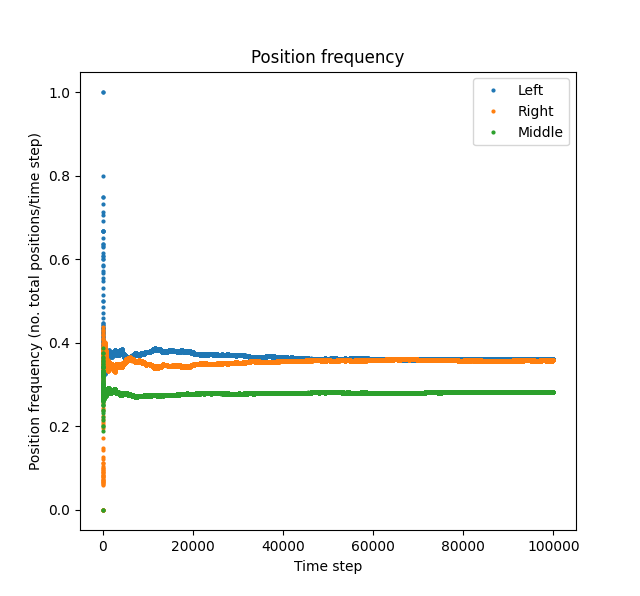 Position frequency
Position frequency (no. total positions/time step)
1.0
0.8
0.6
0.4
0.2
0.0
Left
Right
Middle
0 20000 40000 60000 80000 100000
Time step